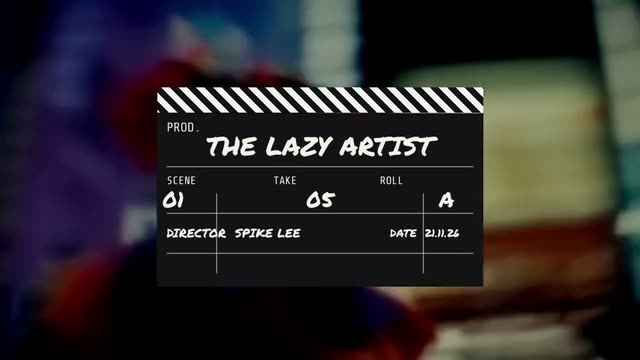 PROD.
THE LAZY ARTIST
SCENE TAKE ROLL
01 05 A
DIRECTOR SPIKE LEE DATE 21.11.26